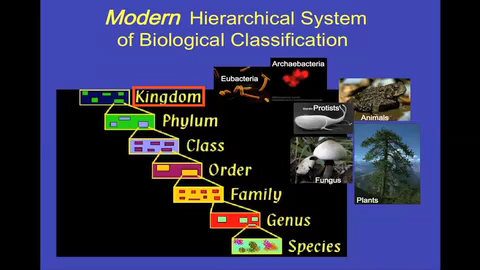 Modern Hierarchical System
of Biological Classification
Archaebacteria
Eubacteria
Kingdom
Protists
Animals
Phylum
Class
Order
Fungus
Family
Plants
Genus
Species